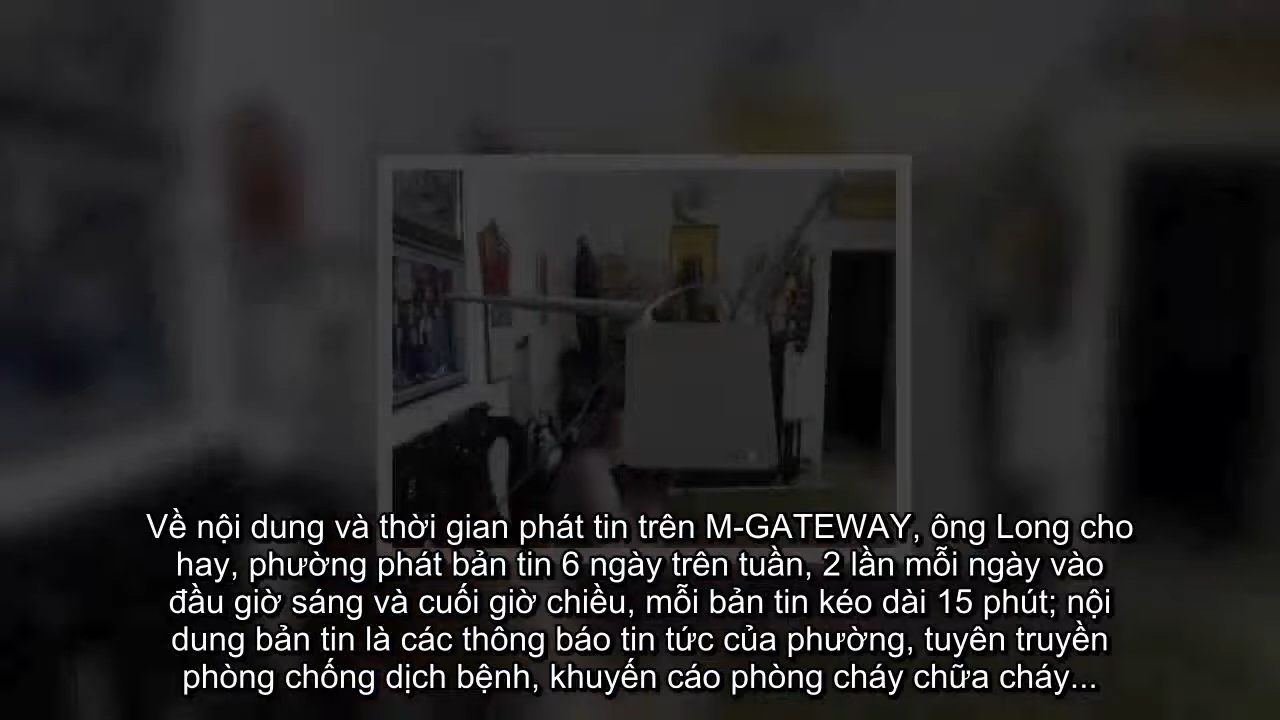 Về nội dung và thời gian phát tin trên M-GATEWAY, ông Long cho
hay, phường phát bản tin 6 ngày trên tuần, 2 lần mỗi ngày vào
đầu giờ sáng và cuối giờ chiều, mỗi bản tin kéo dài 15 phút; nội
dung bản tin là các thông báo tin tức của phường, tuyên truyền
phòng chống dịch bệnh, khuyến cáo phòng cháy chữa cháy...